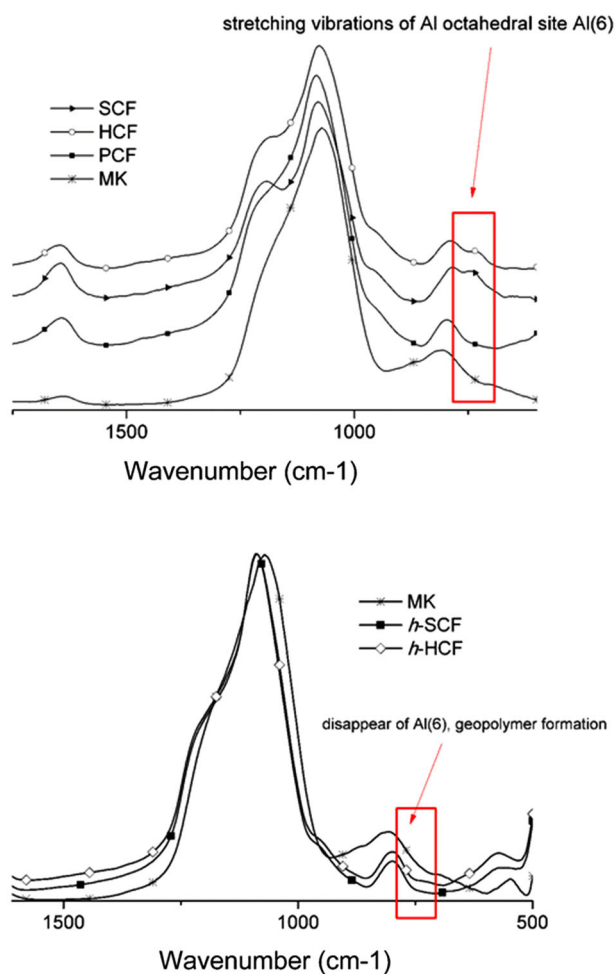 stretching vibrations of Al octahedral site Al(6)
SCF
HCF
PCF
MK
1500
1000
Wavenumber (cm-1)
MK
h-SCF
h-HCF
disappear of Al(6), geopolymer formation
1500
1000
500
Wavenumber (cm-1)